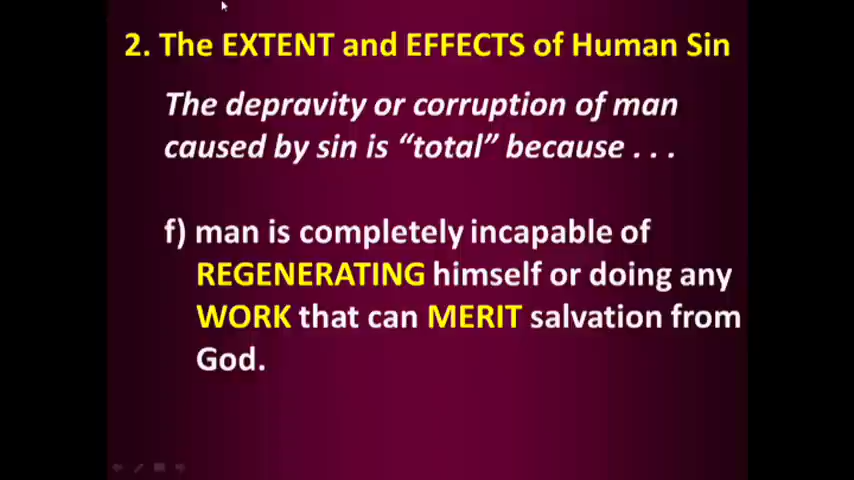 2. The EXTENT and EFFECTS of Human Sin
The depravity or corruption of man
caused by sin is “total” because . . .
f) man is completely incapable of
REGENERATING himself or doing any
WORK that can MERIT salvation from
God.